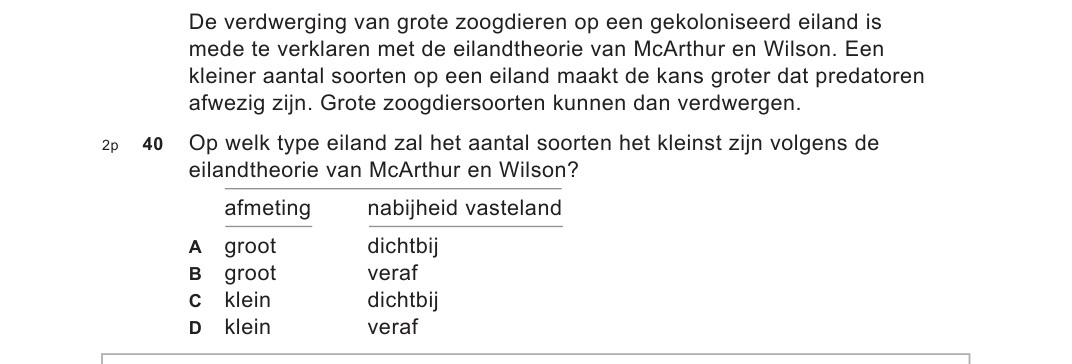 De verdwerging van grote zoogdieren op een gekoloniseerd eiland is
mede te verklaren met de eilandtheorie van McArthur en Wilson. Een
kleiner aantal soorten op een eiland maakt de kans groter dat predatoren
afwezig zijn. Grote zoogdiersoorten kunnen dan verdwergen.
2p 40 Op welk type eiland zal het aantal soorten het kleinst zijn volgens de
eilandtheorie van McArthur en Wilson?
afmeting nabijheid vasteland
A groot dichtbij
B groot veraf
C klein dichtbij
D klein veraf